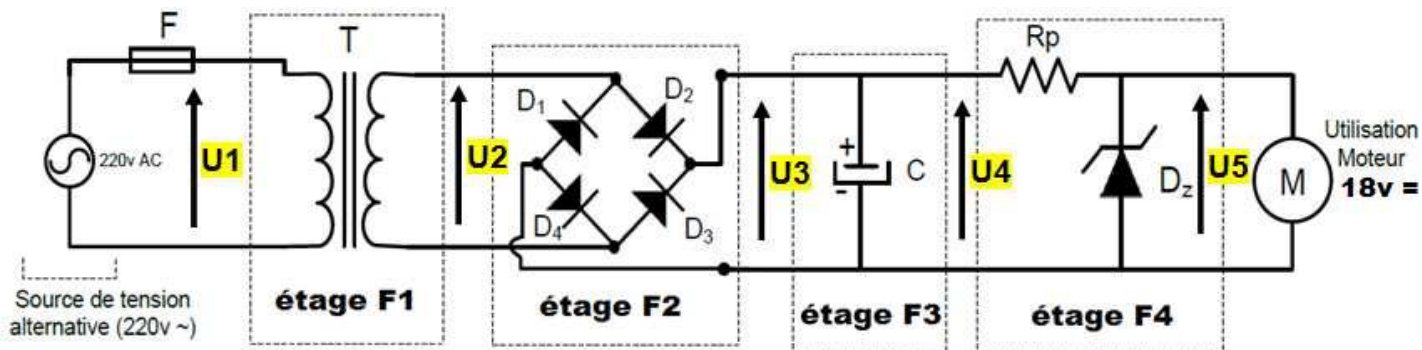 F
T
220v AC
U1
U2
D1
D2
D4
D3
U3
+
-
C
U4
Rp
Dz
U5
M
Utilisation
Moteur
18v =
Source de tension
alternative (220v ~)
étage F1
étage F2
étage F3
étage F4